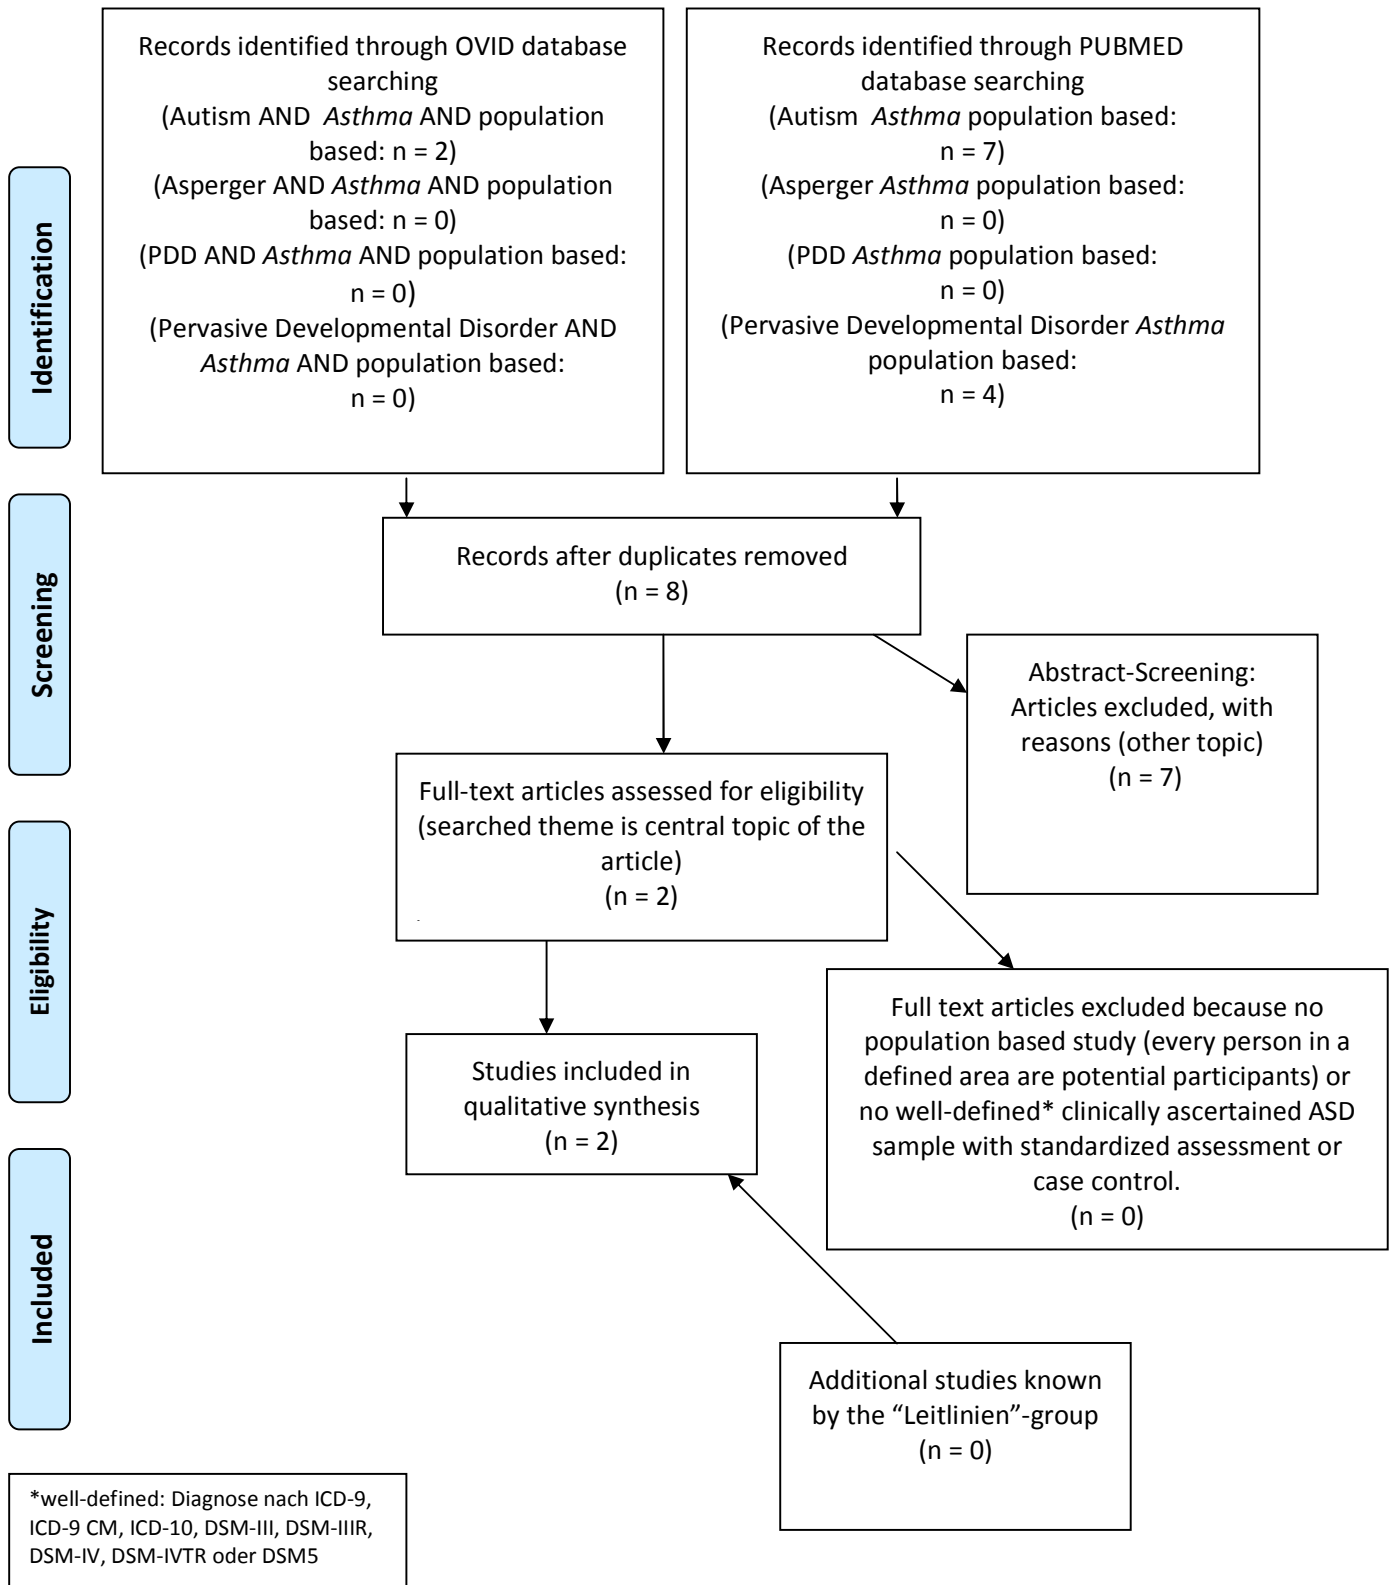 Records identified through OVID database
searching
(Autism AND Asthma AND population
based: n = 2)
(Asperger AND Asthma AND population
based: n = 0)
(PDD AND Asthma AND population based:
n = 0)
(Pervasive Developmental Disorder AND
Asthma AND population based:
n = 0)
Records identified through PUBMED
database searching
(Autism Asthma population based:
n = 7)
(Asperger Asthma population based:
n = 0)
(PDD Asthma population based:
n = 0)
(Pervasive Developmental Disorder Asthma
population based:
n = 4)
Identification
Records after duplicates removed
(n = 8)
Screening
Abstract-Screening:
Articles excluded, with
reasons (other topic)
(n = 7)
Full-text articles assessed for eligibility
(searched theme is central topic of the
article)
(n = 2)
Eligibility
Full text articles excluded because no
population based study (every person in a
defined area are potential participants) or
no well-defined* clinically ascertained ASD
sample with standardized assessment or
case control.
(n = 0)
Studies included in
qualitative synthesis
(n = 2)
Included
Additional studies known
by the “Leitlinien”-group
(n = 0)
*well-defined: Diagnose nach ICD-9,
ICD-9 CM, ICD-10, DSM-III, DSM-IIIR,
DSM-IV, DSM-IVTR oder DSM5